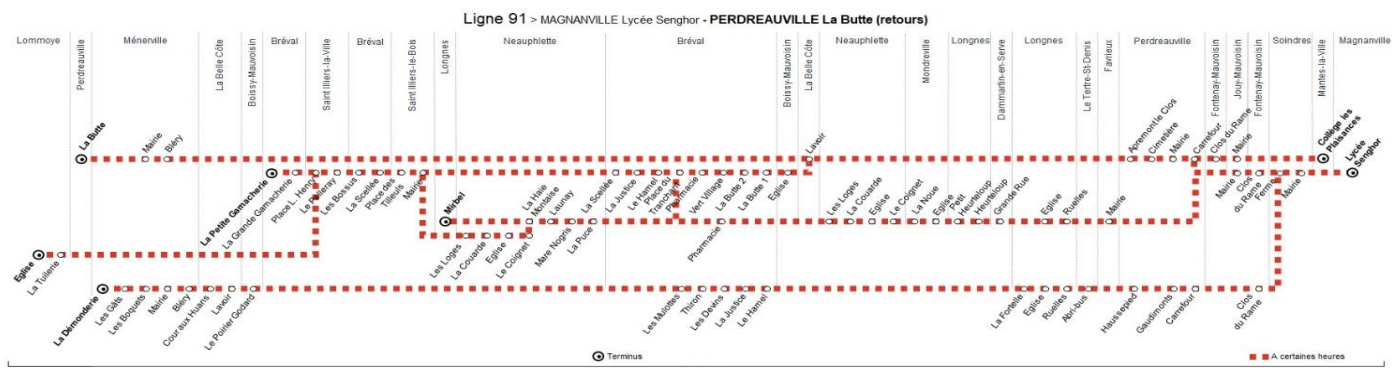 Ligne 91 > MAGNANVILLE Lycée Senghor - PERDREAUVILLE La Butte (retours)
Lommoye
Perdreauville
Ménerville
La Belle Côte
Boissy-Mauvoisin
Bréval
Saint Illiers-la-Ville
Bréval
Saint Illiers-le-Bois
Longnes
Neauphlette
Bréval
Boissy-Mauvoisin
La Belle Côte
Neauphlette
Mondreville
Longnes
Dammartin-en-Serve
Longnes
Le Tertre-St-Denis
Favrieux
Perdreauville
Fontenay-Mauvoisin
Jouy-Mauvoisin
Fontenay-Mauvoisin
Soindres
Mantes-la-Ville
Magnanville
La Butte
Mairie
Bléry
Lavoir
Apremont le Clos
Cimetière
Mairie
Carrefour
Clos du Rame
Mairie
Collège les
Plaisances
Lycée
Senghor
La Petite Gamacherie
La Grande Gamacherie
Place L. Henry
Le Pelleray
Les Bossus
La Scellée
Place des
Tilleuls
Mairie
La Haie
Montaise
Launay
La Scellée
La Justice
Le Hamel
Place du
Tranchant
Pharmacie
Vert Village
La Butte 2
La Butte 1
Eglise
Mairie
Clos
du Rame
Ferme
Mairie
Mirbel
Les Loges
La Couarde
Eglise
Le Coignet
Mare Nogris
La Puce
Pharmacie
Les Loges
La Couarde
Eglise
Le Coignet
La Noue
Eglise
Petit
Heurteloup
Heurteloup
Grande Rue
Eglise
Ruelles
Mairie
Eglise
La Tuilerie
La Démonderie
Les Gâts
Les Boquets
Mairie
Bléry
Cour aux Huans
Lavoir
Le Poirier Godard
Les Mulottes
Thiron
Les Devins
La Justice
Le Hamel
La Fortelle
Eglise
Ruelles
Abri-bus
Haussepied
Gaudimonts
Carrefour
Clos
du Rame
Terminus
A certaines heures